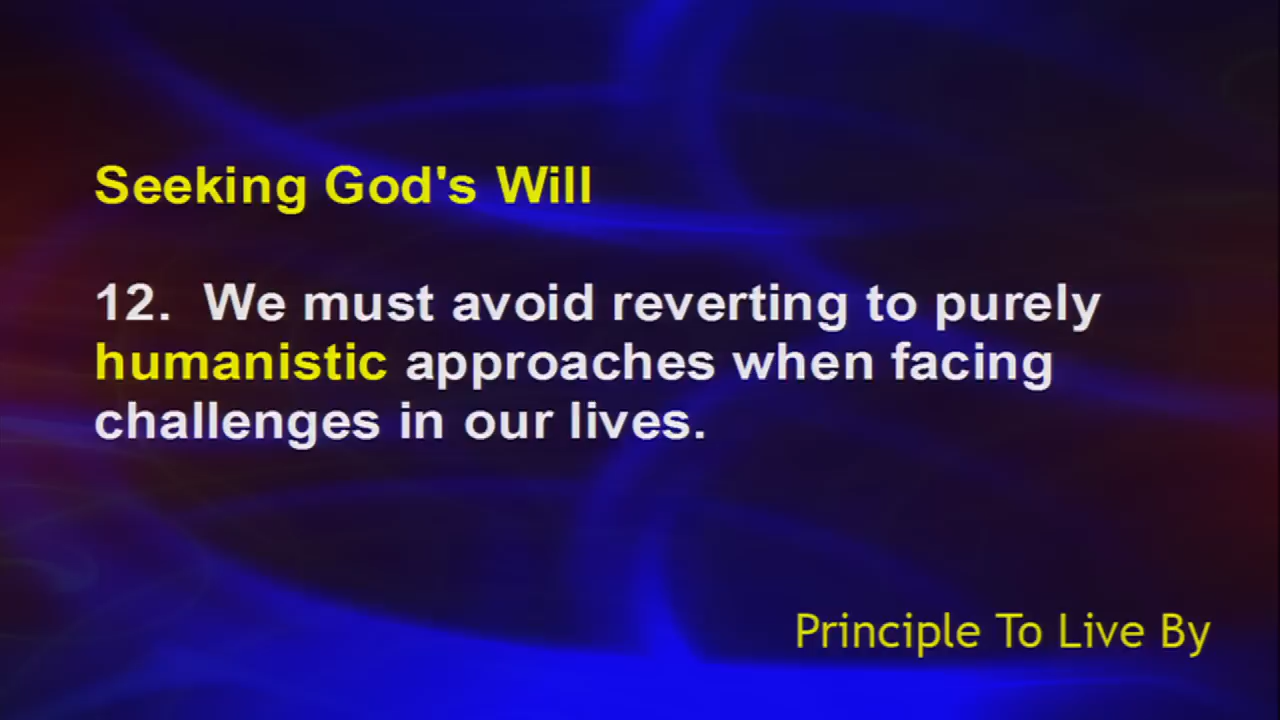 Seeking God's Will
12. We must avoid reverting to purely
humanistic approaches when facing
challenges in our lives.
Principle To Live By